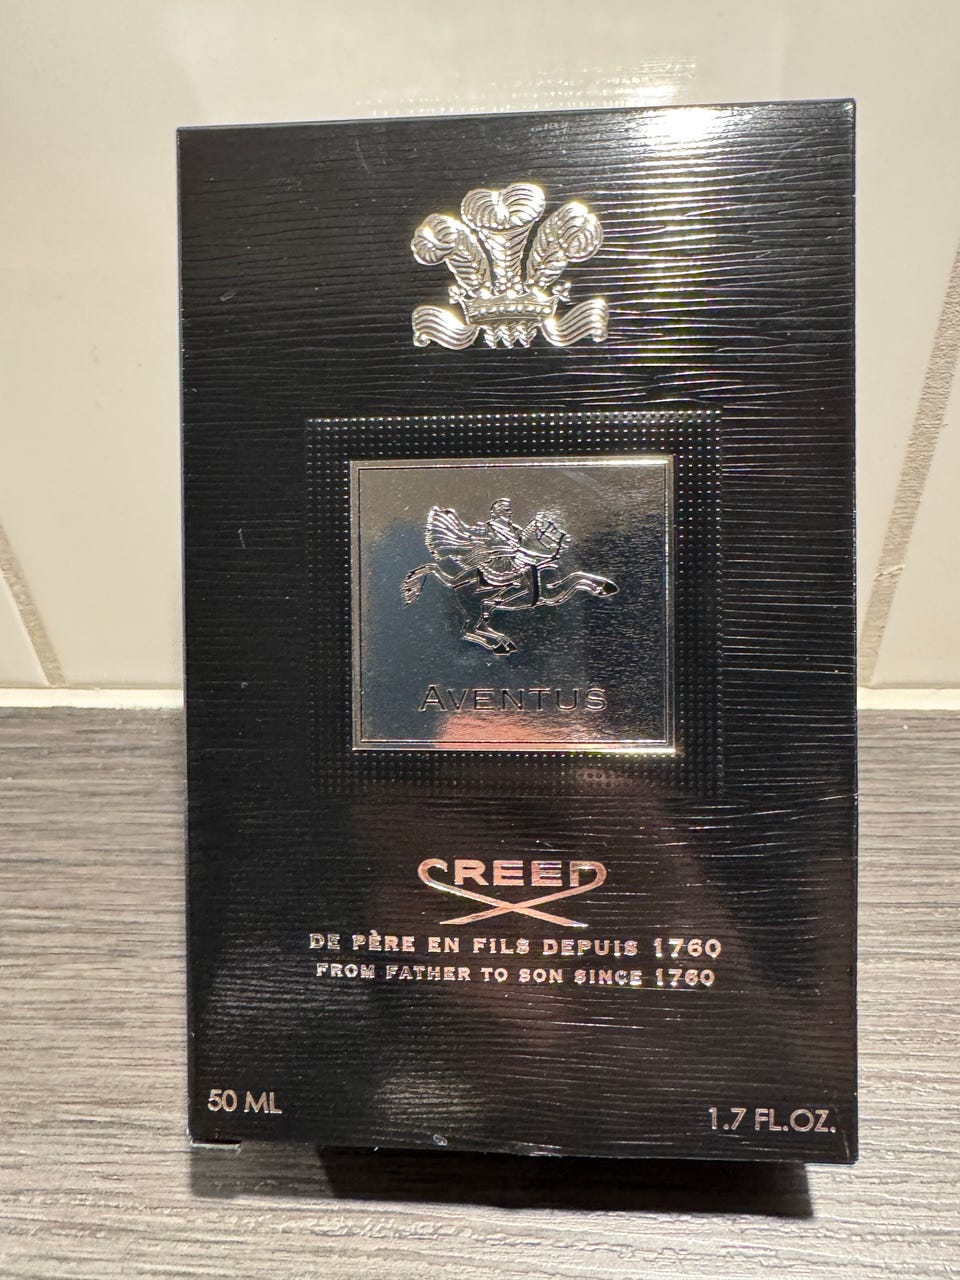 AVENTUS
CREED
DE PÈRE EN FILS DEPUIS 1760
FROM FATHER TO SON SINCE 1760
50 ML
1.7 FL.OZ.